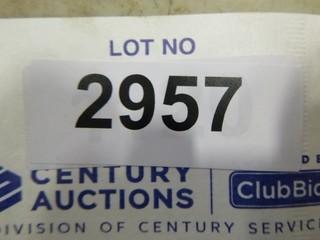 LOT NO
2957
CENTURY
AUCTIONS
ClubBid
DIVISION OF CENTURY SERVICE